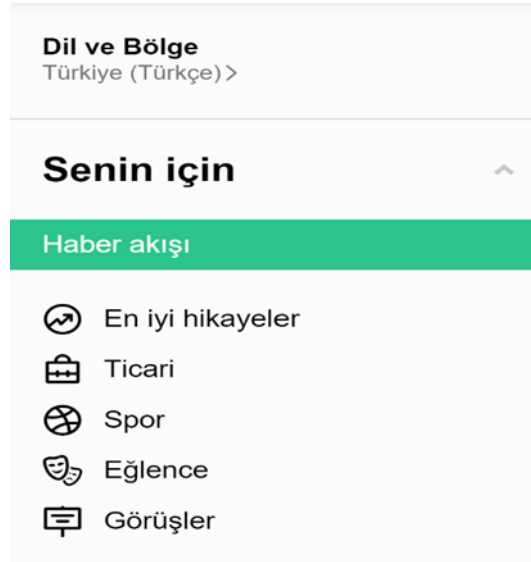 Dil ve Bölge
Türkiye (Türkçe)>
Senin için
Haber akışı
En iyi hikayeler
Ticari
Spor
Eğlence
Görüşler